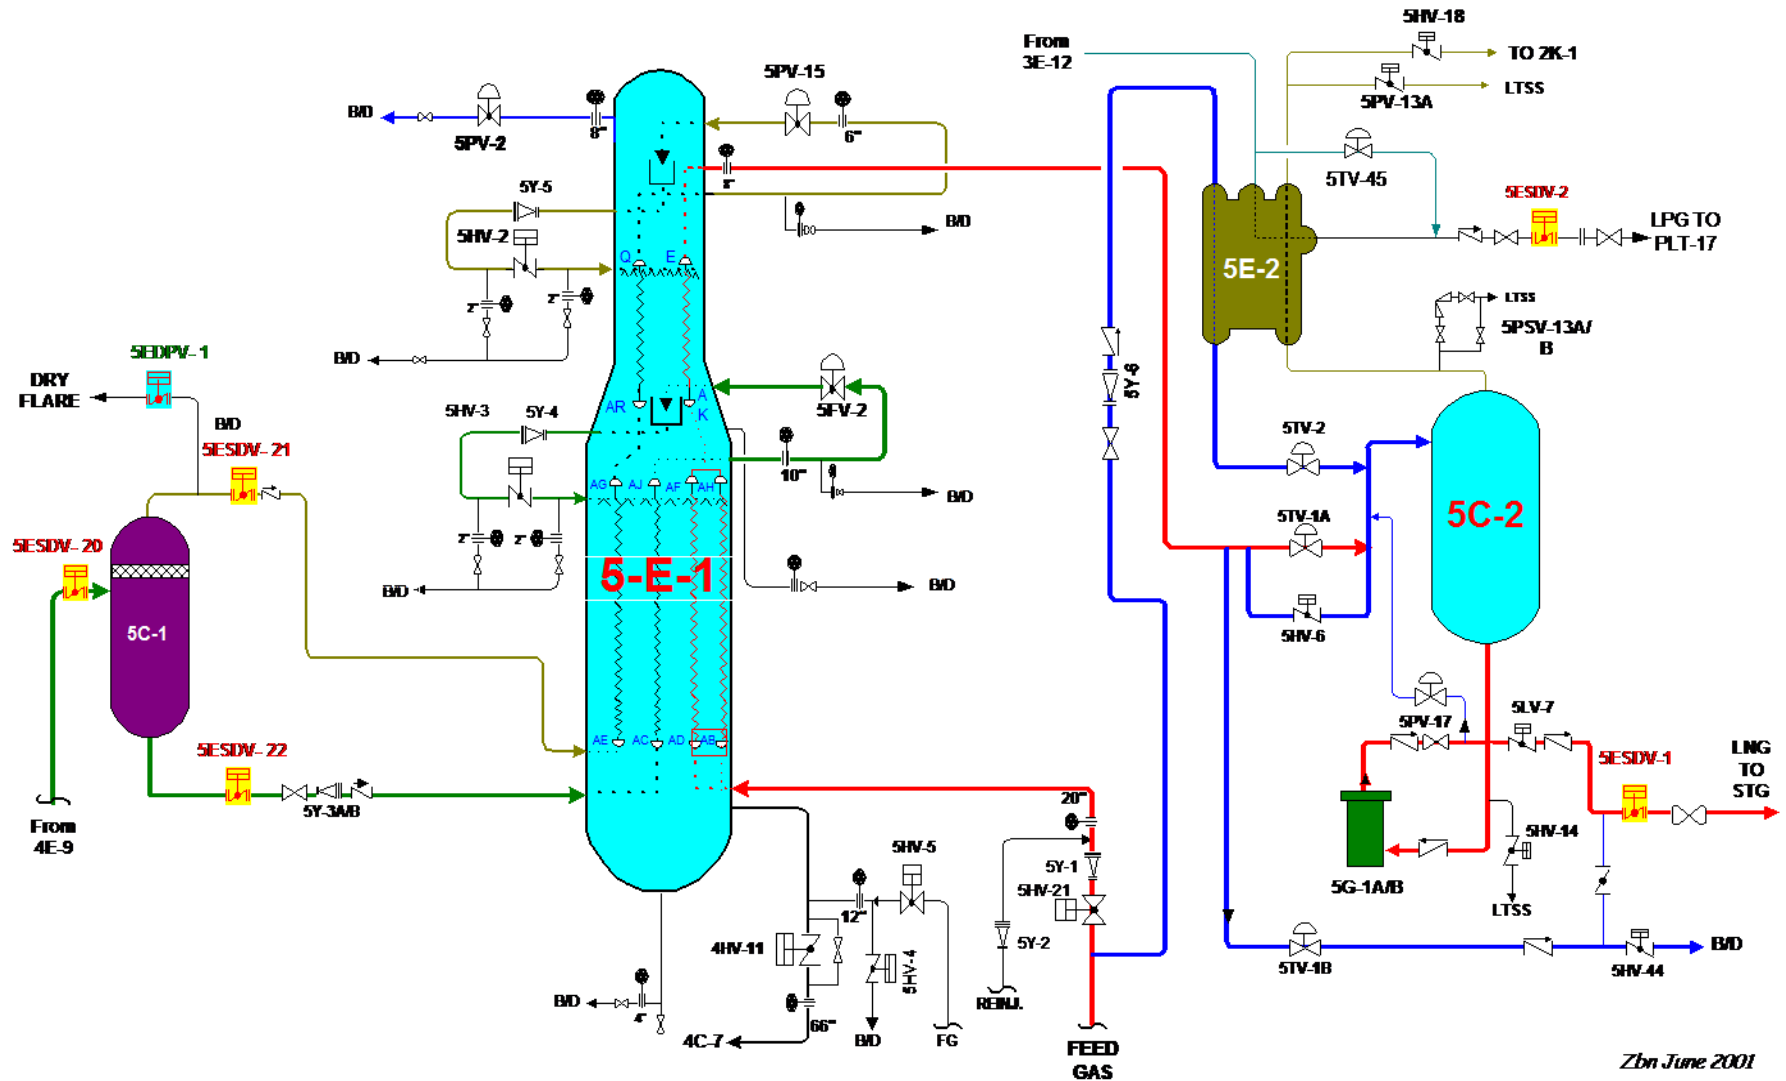 5HV-18
From
3E-12
TO 2K-1
5PV-15
LTSS
5PV-13A
B/D
8"
6"
5PV-2
5TV-45
5Y-5
8"
5ESDV-2
5HV-2
B/D
LPG TO
PLT-17
Q
E
5E-2
2"
2"
LTSS
5PSV-13A/
B
5EDPV- 1
B/D
DRY
FLARE
5Y-6
AR
A
K
5HV-3
5Y-4
5FV-2
B/D
5TV-2
5ESDV- 21
10"
AG
AJ
AF
AH
B/D
5C-2
5TV-1A
5ESDV- 20
2"
2"
5-E-1
B/D
B/D
5C-1
5HV-6
5PV-17
5LV-7
AE
AC
AD
AB
5ESDV- 22
5ESDV-1
LNG
TO
STG
5Y-3A/B
20"
From
4E-9
5HV-14
5HV-5
5Y-1
5HV-21
5G-1A/B
LTSS
12"
4HV-11
5Y-2
5HV-4
B/D
5TV-1B
5HV-44
B/D
4"
66"
REINJ.
4C-7
B/D
FG
FEED
GAS
Zbn June 2001